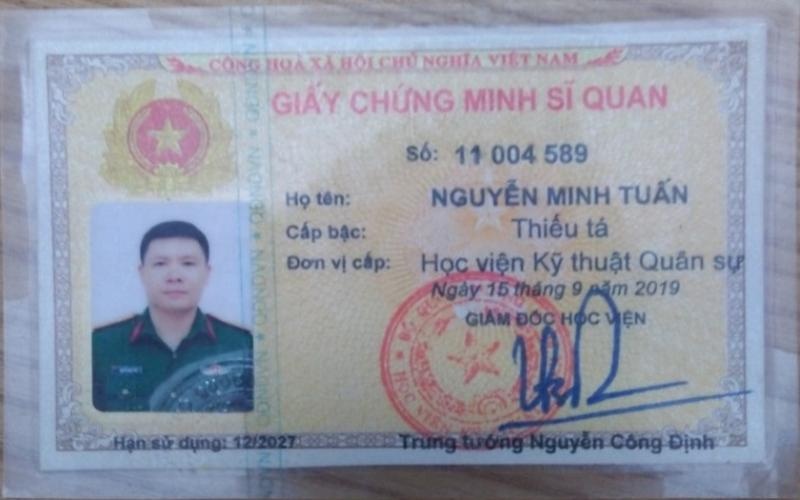 CỘNG HOÀ XÃ HỘI CHỦ NGHĨA VIỆT NAM
GIẤY CHỨNG MINH SĨ QUAN
Số: 11 004 589
Họ tên: NGUYỄN MINH TUẤN
Cấp bậc: Thiếu tá
Đơn vị cấp: Học viện Kỹ thuật Quân sự
Ngày 15 tháng 9 năm 2019
GIÁM ĐỐC HỌC VIỆN
Hạn sử dụng: 12/2027
Trung tướng Nguyễn Công Định